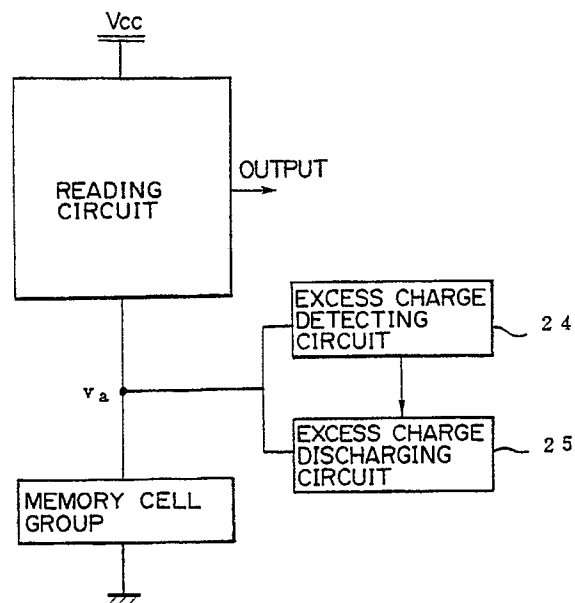 Vcc
READING
CIRCUIT
OUTPUT
EXCESS CHARGE
DETECTING
CIRCUIT
24
va
EXCESS CHARGE
DISCHARGING
CIRCUIT
25
MEMORY CELL
GROUP